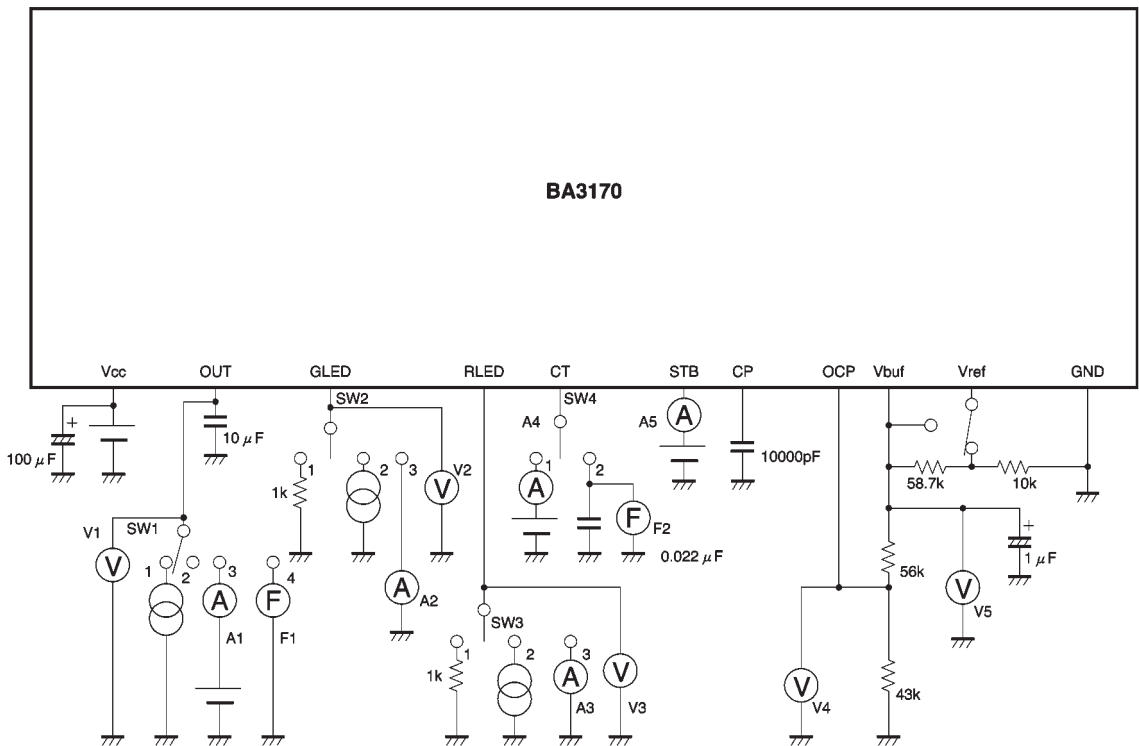 BA3170
Vcc OUT GLED RLED CT STB CP OCP Vbuf Vref GND
SW2 SW4
+ A4 A5 A
100 μF 10 μF 10000pF
1 2 3 V V2 1 2 58.7k 10k
1k A F F2
V1 SW1 0.022 μF +
V 1 2 3 4 56k 1 μF
A F A A2 V V5
A1 F1 SW3
1 2 3
1k A V V 43k
A3 V3 V4